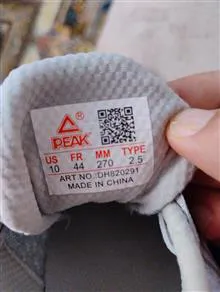 ®
PEAK
US FR MM TYPE
10 44 270 2.5
ART.NO.:DH820291
MADE IN CHINA